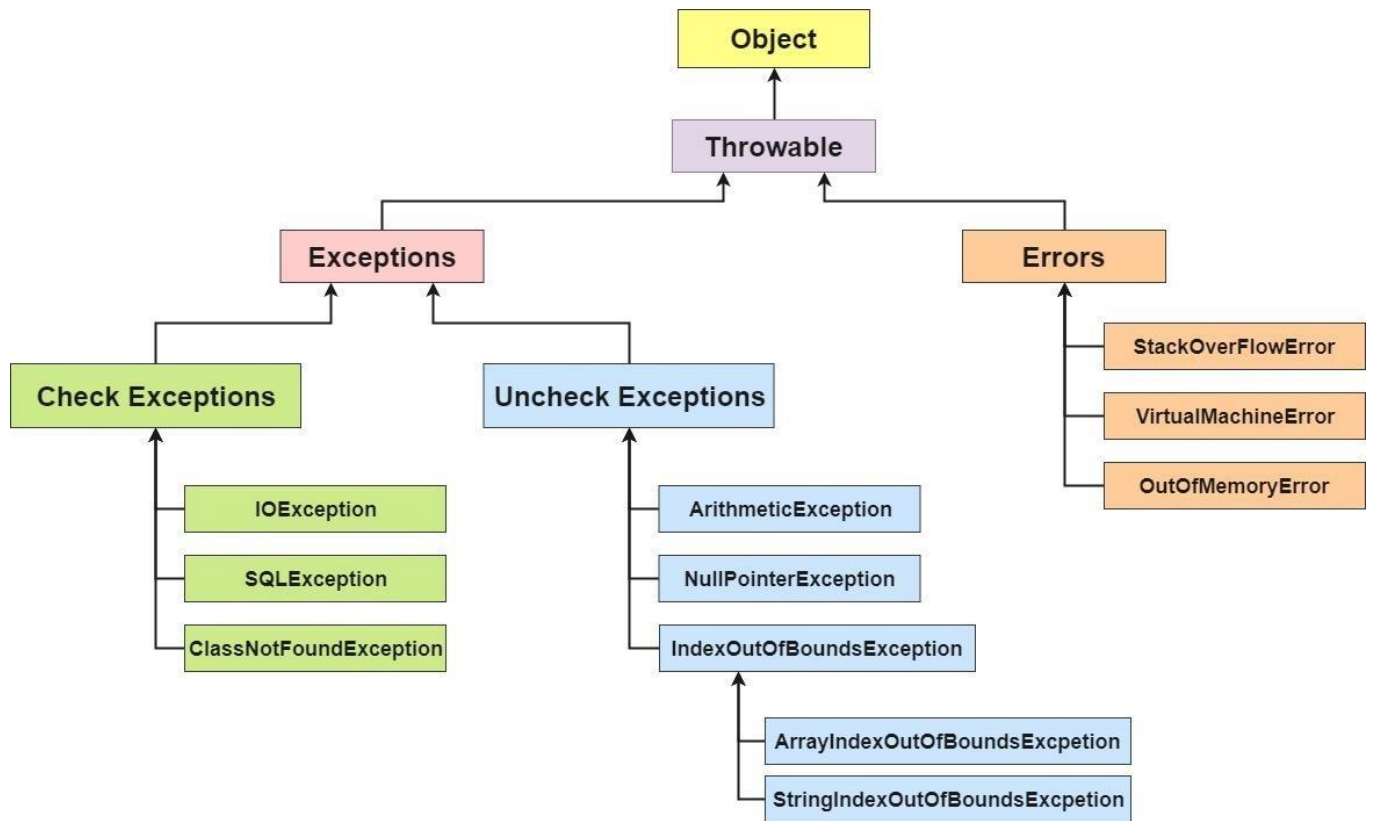 Object
Throwable
Exceptions
Errors
StackOverFlowError
Check Exceptions
Uncheck Exceptions
VirtualMachineError
OutOfMemoryError
IOException
ArithmeticException
SQLException
NullPointerException
ClassNotFoundException
IndexOutOfBoundsException
ArrayIndexOutOfBoundsExcpetion
StringIndexOutOfBoundsExcpetion